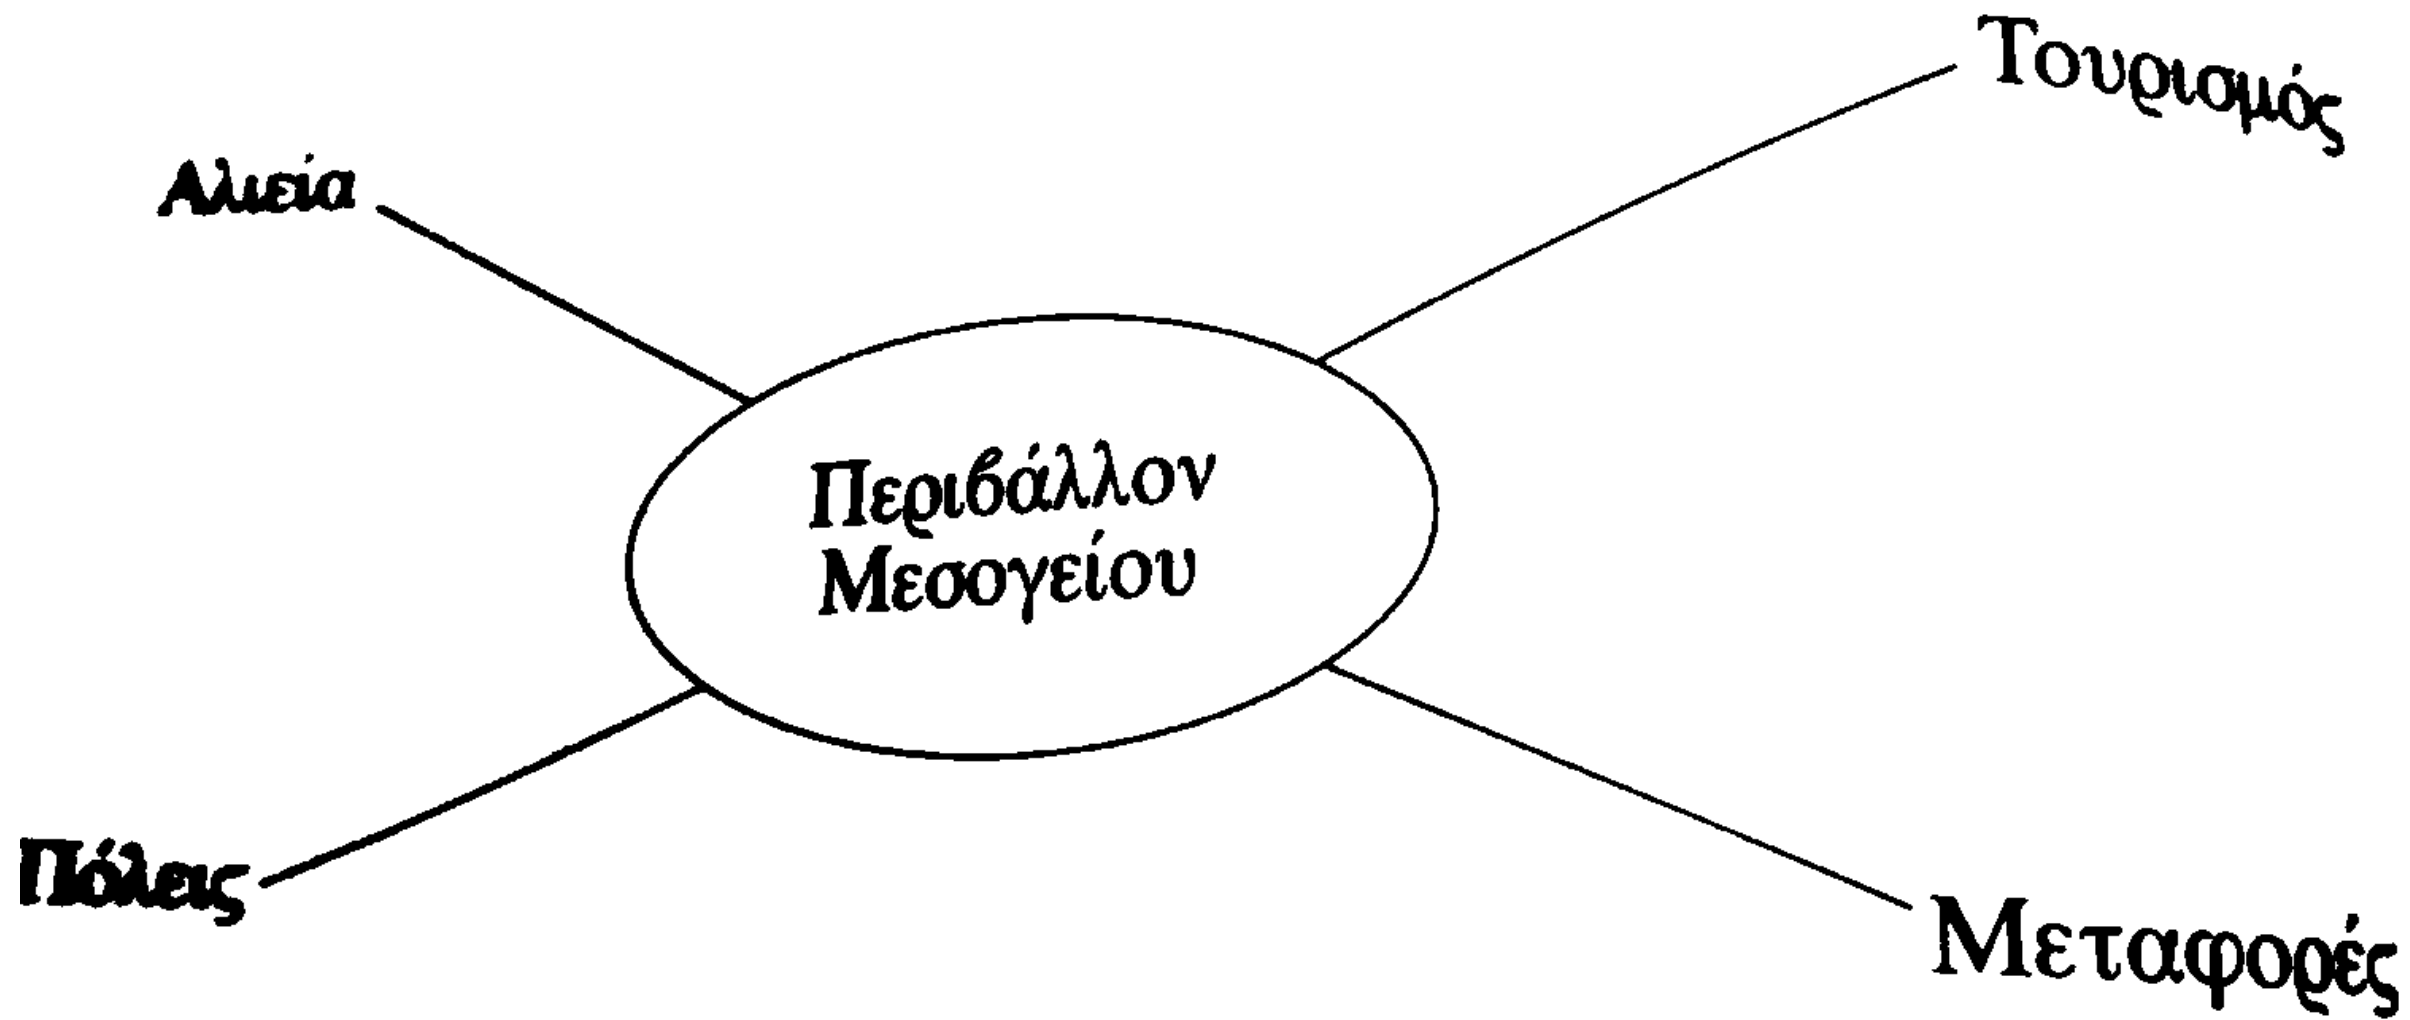 Τουρισμός
Αλιεία
Περιβάλλον
Μεσογείου
Πόλεις
Μεταφορές